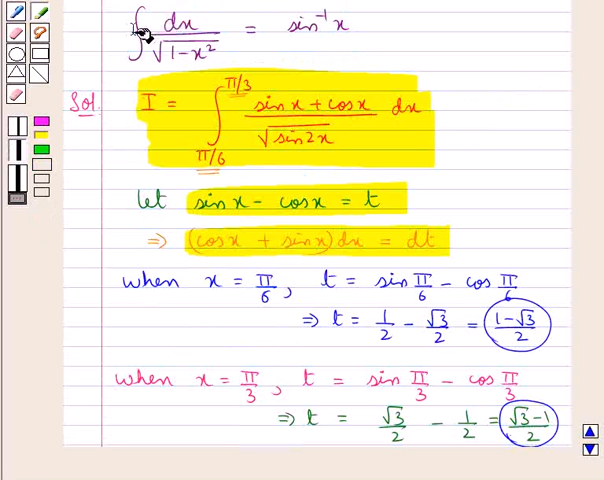 ∫ dx / √(1-x²) = sin⁻¹x
Sol. I = ∫_{π/6}^{π/3} (sin x + cos x) / √(sin 2x) dx
Let sin x - cos x = t
⇒ (cos x + sin x) dx = dt
when x = π/6, t = sin π/6 - cos π/6
⇒ t = 1/2 - √3/2 = (1-√3)/2
when x = π/3, t = sin π/3 - cos π/3
⇒ t = √3/2 - 1/2 = (√3-1)/2